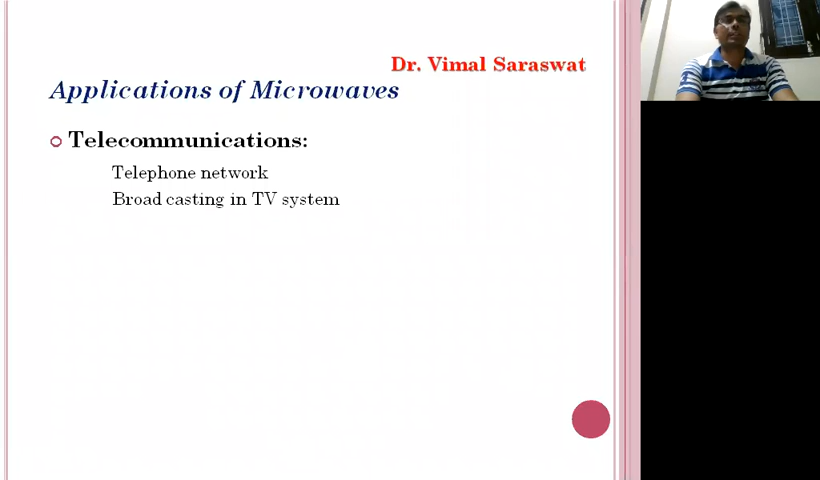 Dr. Vimal Saraswat
Applications of Microwaves
Telecommunications:
Telephone network
Broad casting in TV system